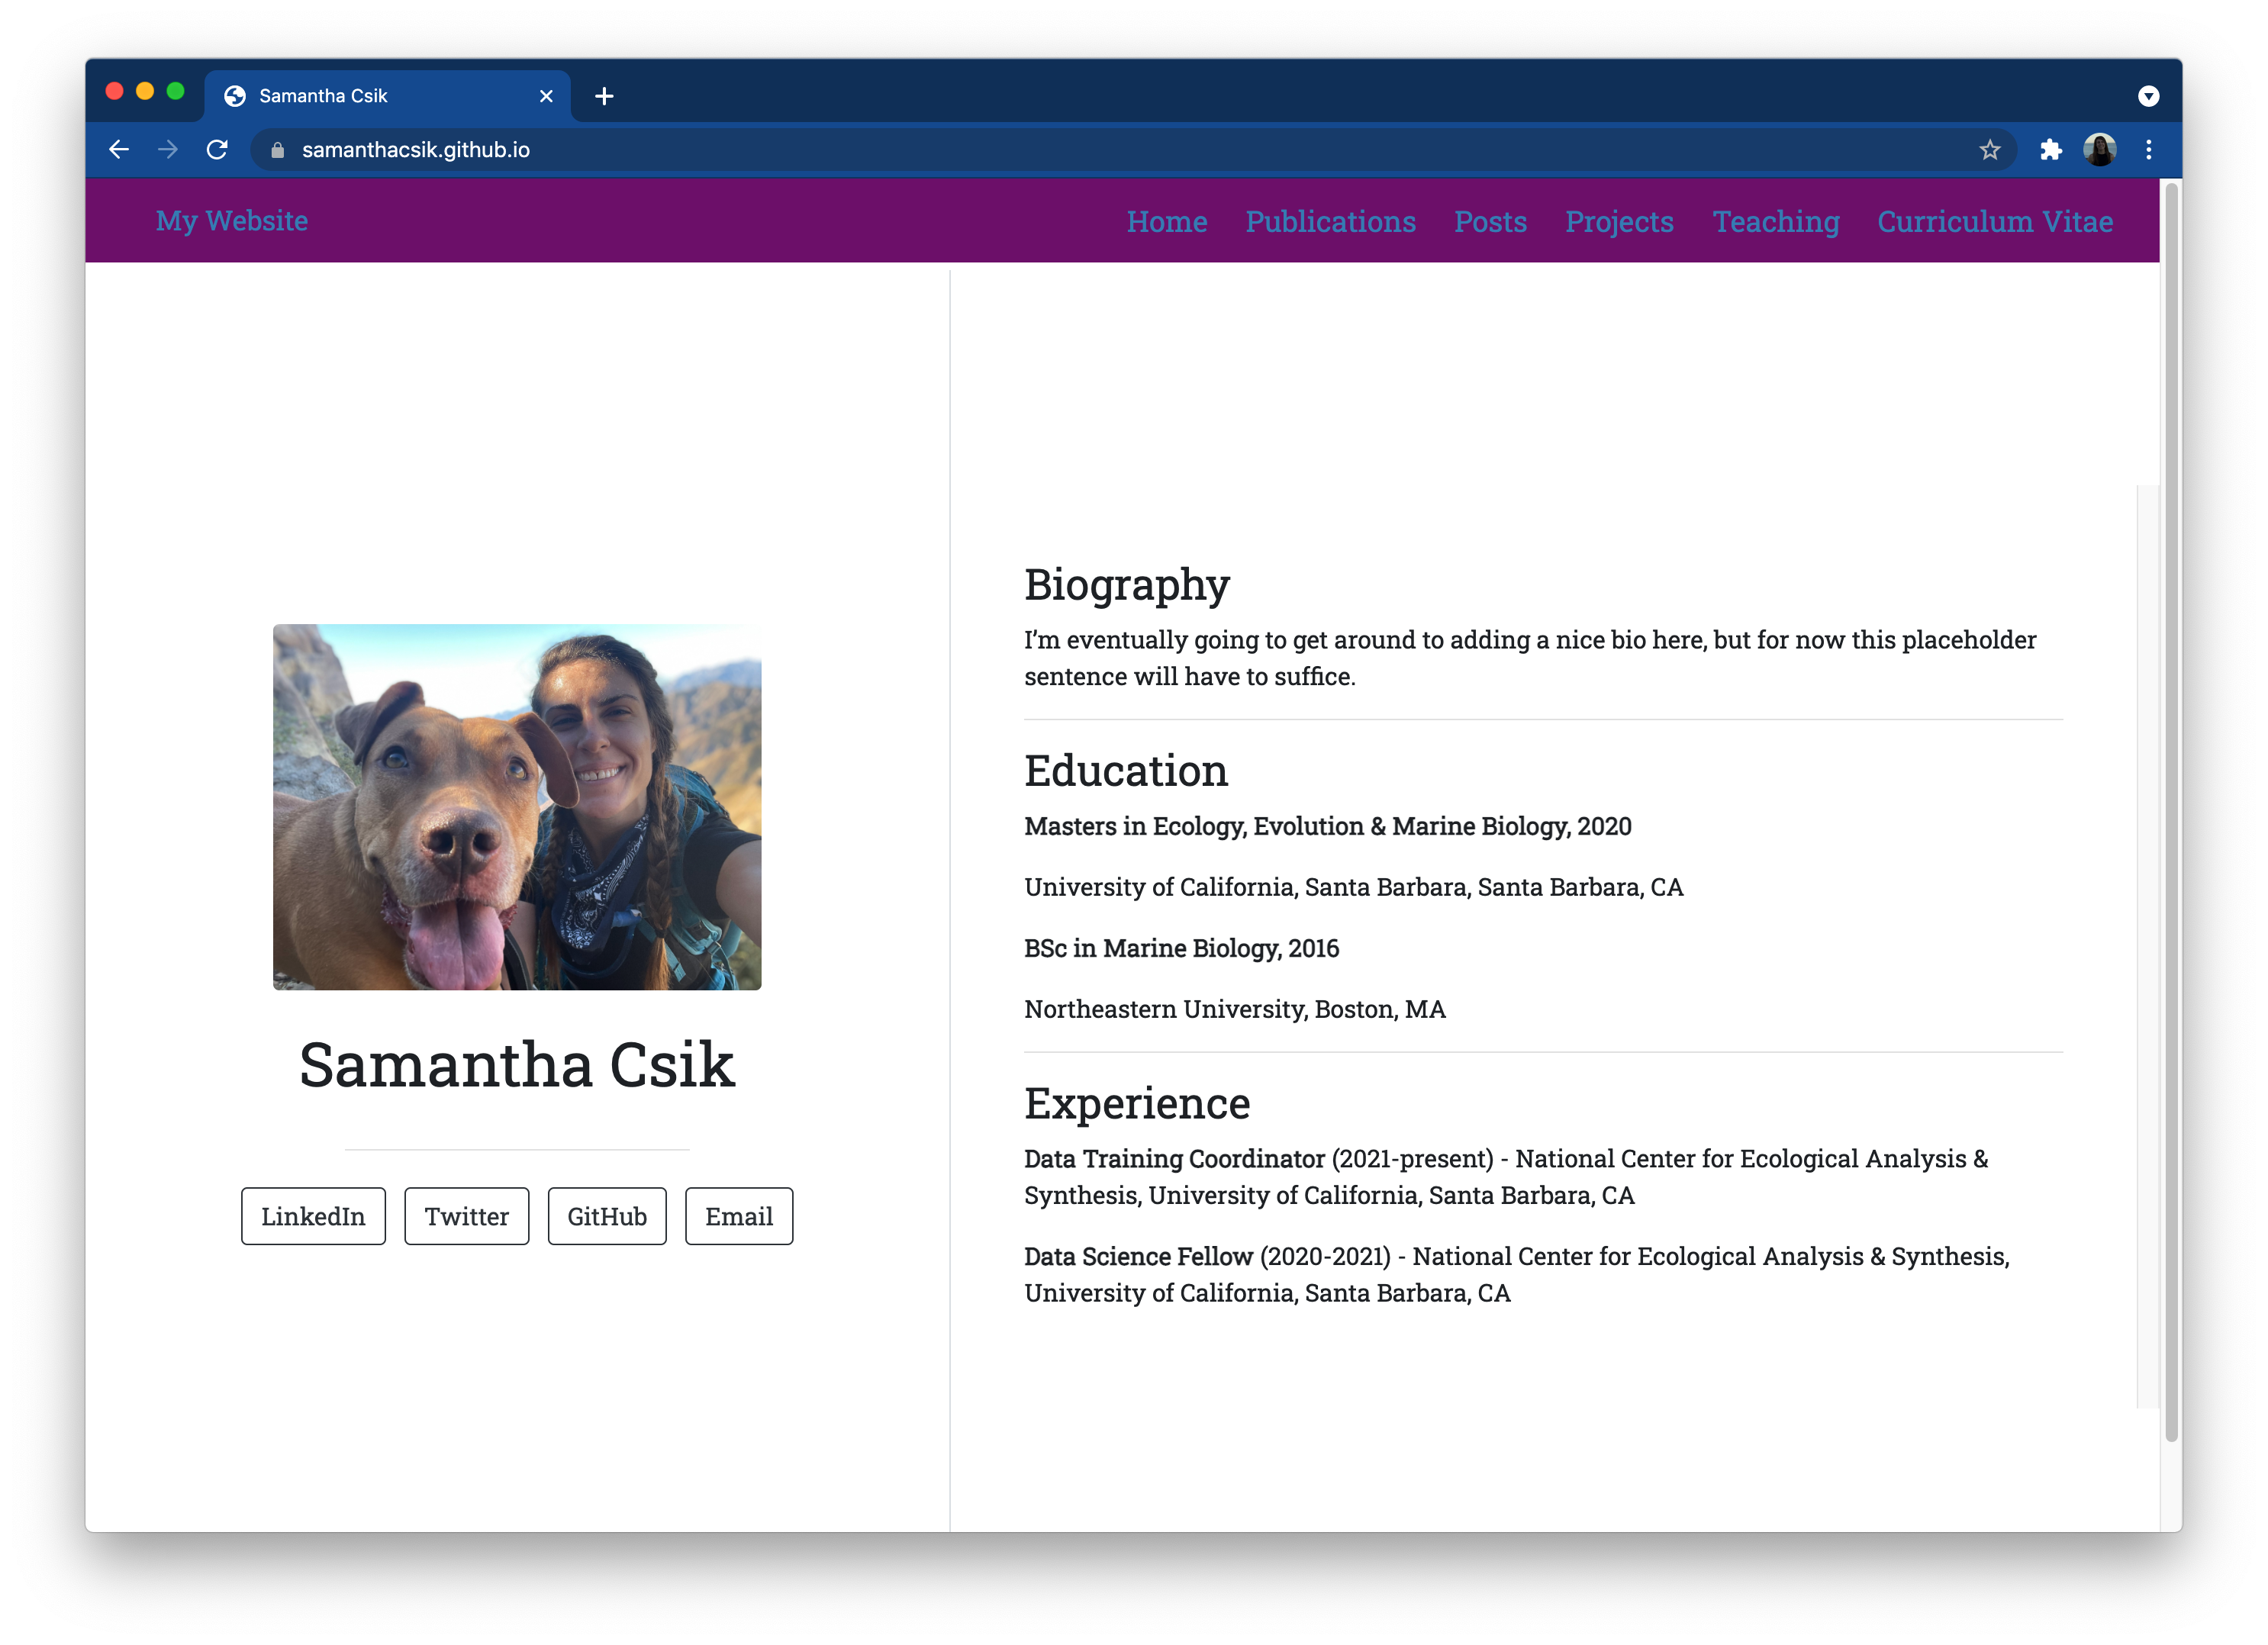 Samantha Csik
samanthacsik.github.io
My Website
Home Publications Posts Projects Teaching Curriculum Vitae
Samantha Csik
LinkedIn Twitter GitHub Email
Biography
I’m eventually going to get around to adding a nice bio here, but for now this placeholder
sentence will have to suffice.
Education
Masters in Ecology, Evolution & Marine Biology, 2020
University of California, Santa Barbara, Santa Barbara, CA
BSc in Marine Biology, 2016
Northeastern University, Boston, MA
Experience
Data Training Coordinator (2021-present) - National Center for Ecological Analysis &
Synthesis, University of California, Santa Barbara, CA
Data Science Fellow (2020-2021) - National Center for Ecological Analysis & Synthesis,
University of California, Santa Barbara, CA